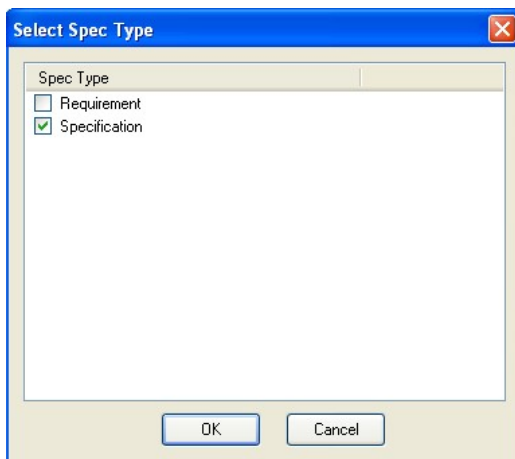 Select Spec Type
Spec Type
Requirement
Specification
OK Cancel